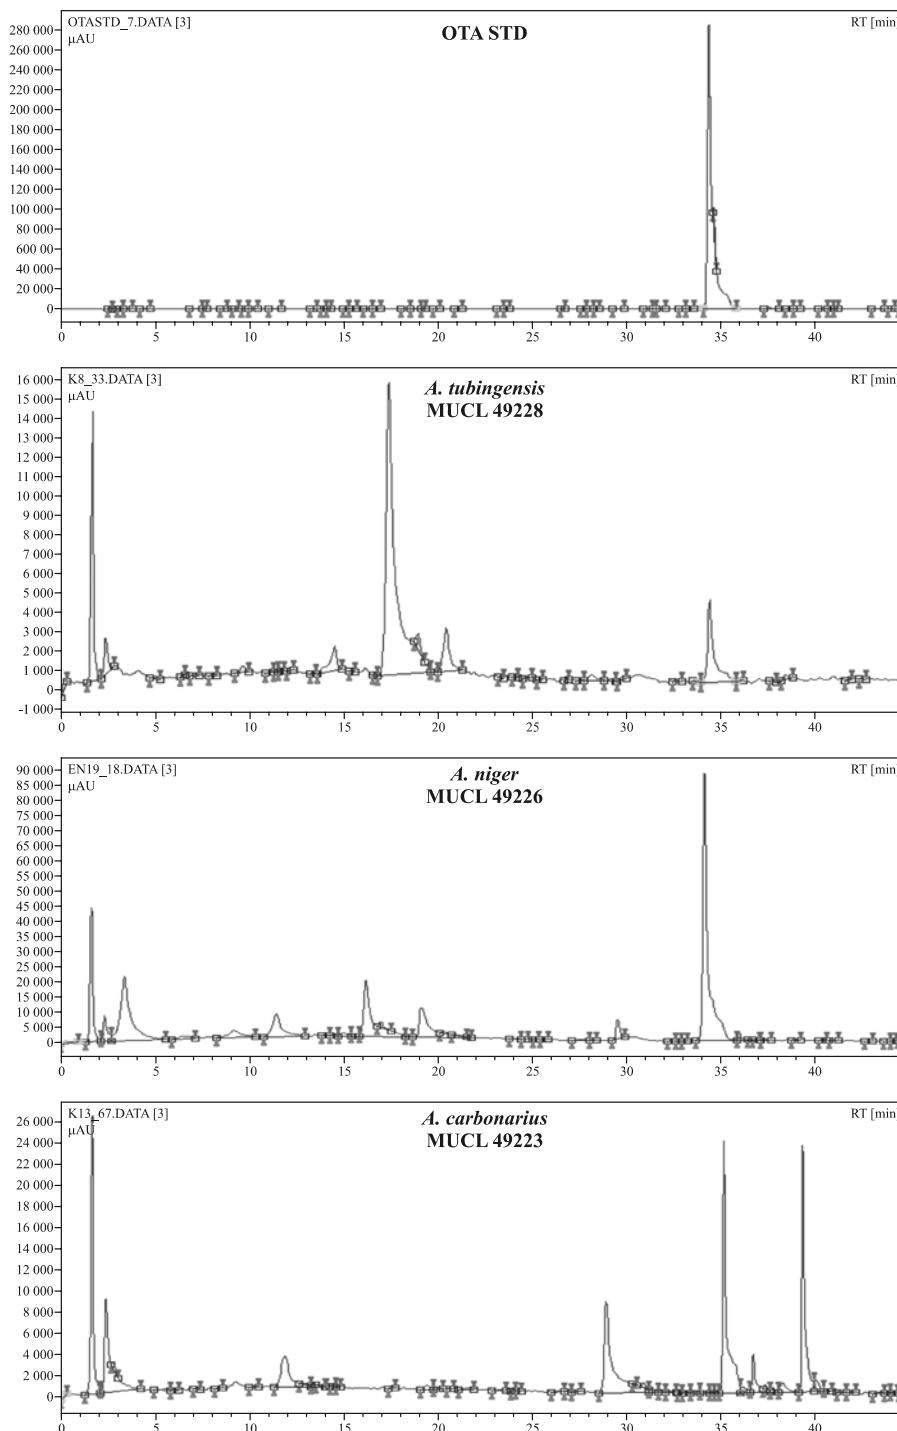 OTASTD_7.DATA [3]
µAU
OTA STD
RT [min]
280 000
260 000
240 000
220 000
200 000
180 000
160 000
140 000
120 000
100 000
800 00
600 00
40 000
20 000
0
0 5 10 15 20 25 30 35 40
K8_33.DATA [3]
µAU
A. tubingensis
MUCL 49228
RT [min]
16 000
15 000
14 000
13 000
12 000
11 000
10 000
9 000
8 000
7 000
6 000
5 000
4 000
3 000
2 000
1 000
0
-1 000
0 5 10 15 20 25 30 35 40
EN19_18.DATA [3]
µAU
A. niger
MUCL 49226
RT [min]
90 000
85 000
80 000
75 000
70 000
65 000
60 000
55 000
50 000
45 000
40 000
35 000
30 000
25 000
20 000
15 000
10 000
5 000
0
0 5 10 15 20 25 30 35 40
K13_67.DATA [3]
µAU
A. carbonarius
MUCL 49223
RT [min]
26 000
24 000
22 000
20 000
18 000
16 000
14 000
12 000
10 000
8 000
6 000
4 000
2 000
0
0 5 10 15 20 25 30 35 40